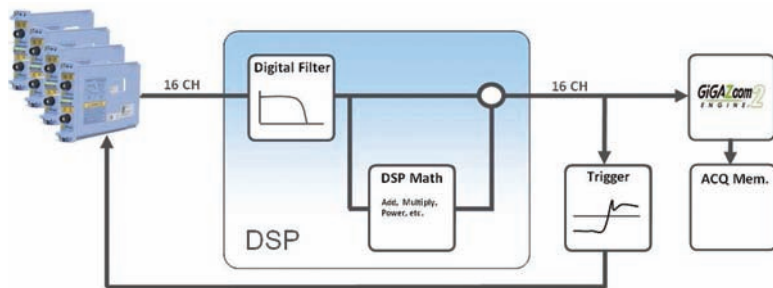 16 CH
Digital Filter
DSP Math
Add, Multiply,
Power, etc.
DSP
16 CH
Trigger
GIGAZoom
ENGINE 2
ACQ Mem.